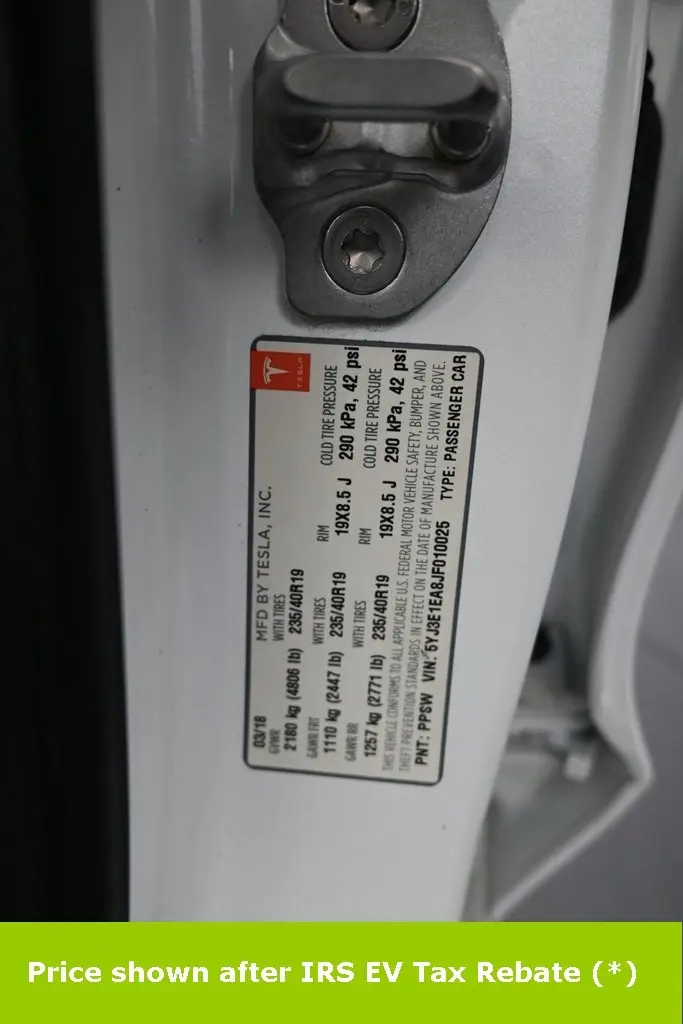 TESLA
MFD BY TESLA, INC.
03/18
GVWR WITH TIRES RIM COLD TIRE PRESSURE
2180 kg (4806 lb) 235/40R19 19X8.5 J 290 kPa, 42 psi
GAWR FRT WITH TIRES RIM COLD TIRE PRESSURE
1110 kg (2447 lb) 235/40R19 19X8.5 J 290 kPa, 42 psi
GAWR RR WITH TIRES
1257 kg (2771 lb) 235/40R19
THIS VEHICLE CONFORMS TO ALL APPLICABLE U.S. FEDERAL MOTOR VEHICLE SAFETY, BUMPER, AND
THEFT PREVENTION STANDARDS IN EFFECT ON THE DATE OF MANUFACTURE SHOWN ABOVE.
PNT: PPSW VIN: 5YJ3E1EA8JF010025 TYPE: PASSENGER CAR
Price shown after IRS EV Tax Rebate (*)